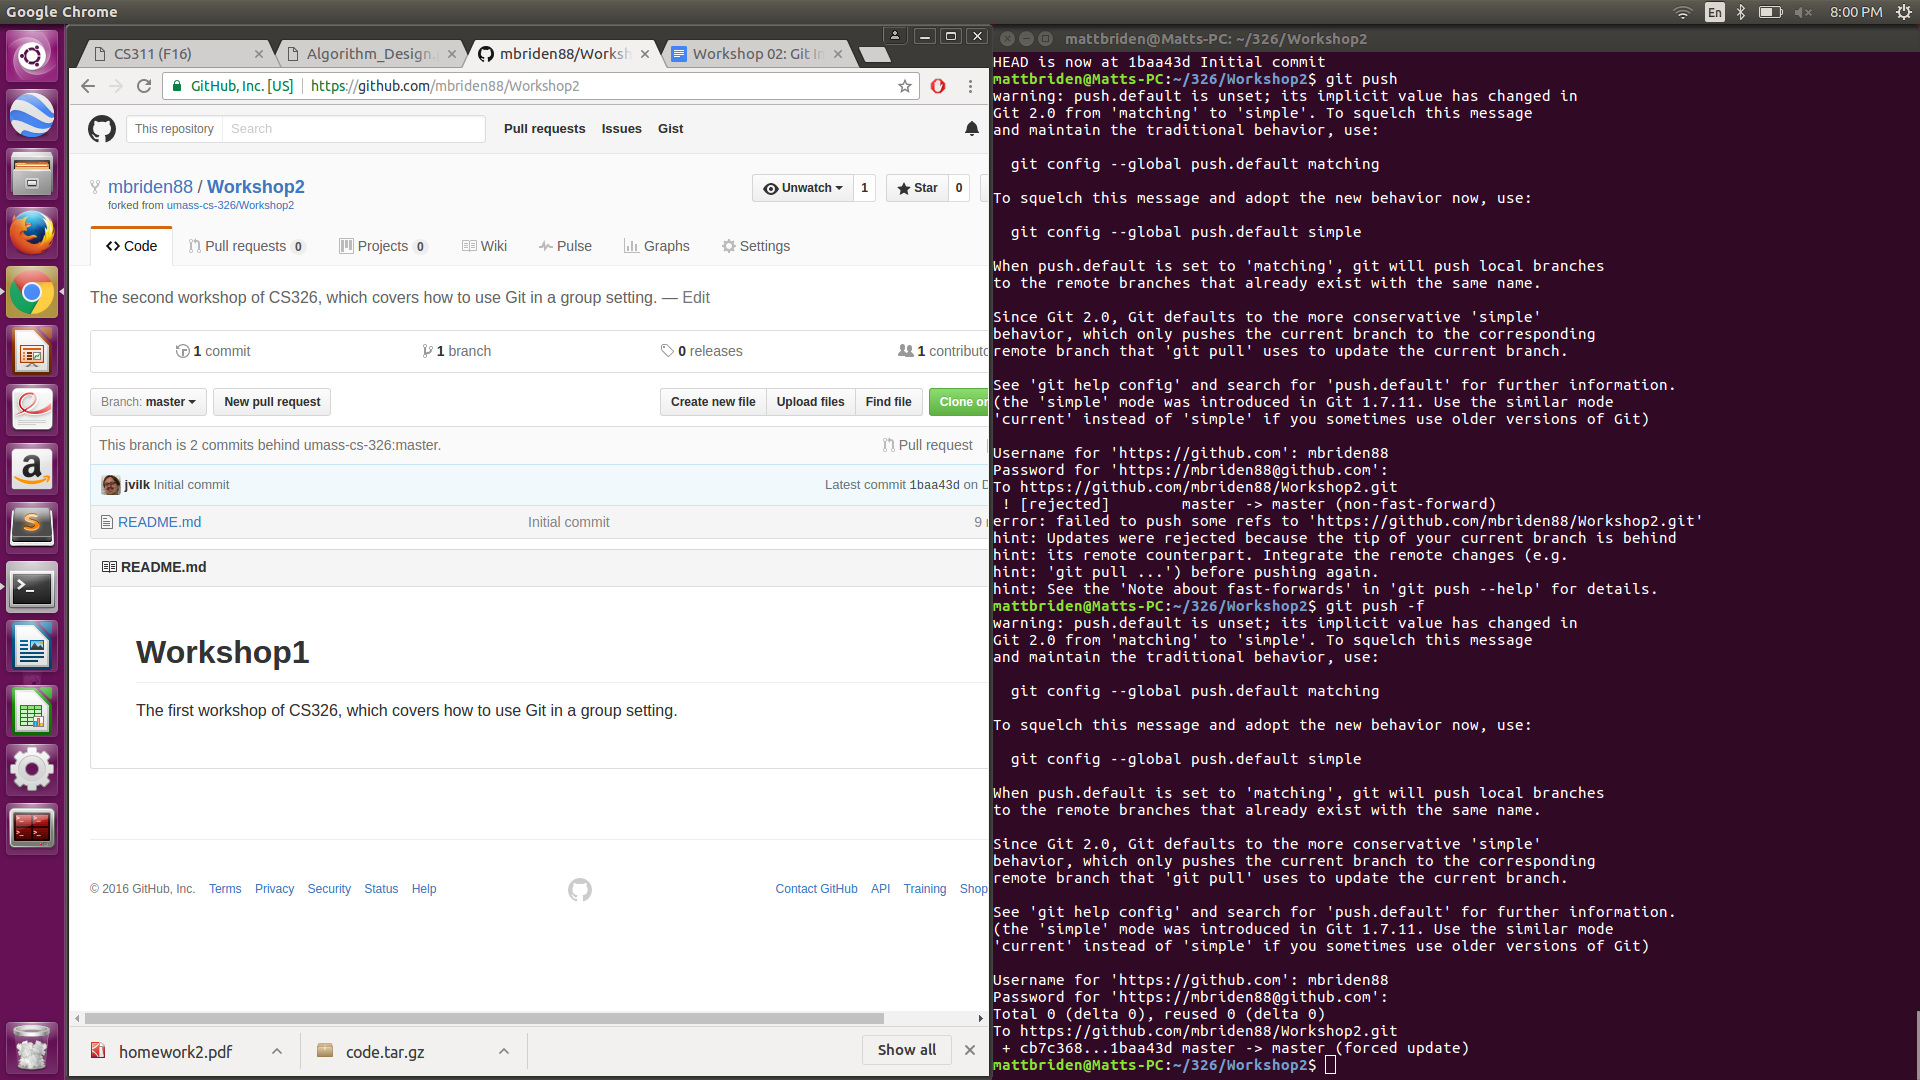 Google Chrome
En
8:00 PM
CS311 (F16)
Algorithm_Design.
mbriden88/Worksh
Workshop 02: Git In
GitHub, Inc. [US]
https://github.com/mbriden88/Workshop2
This repository
Search
Pull requests
Issues
Gist
mbriden88 / Workshop2
forked from umass-cs-326/Workshop2
Unwatch
1
Star
0
Code
Pull requests 0
Projects 0
Wiki
Pulse
Graphs
Settings
The second workshop of CS326, which covers how to use Git in a group setting. — Edit
1 commit
1 branch
0 releases
1 contributo
Branch: master
New pull request
Create new file
Upload files
Find file
Clone or
This branch is 2 commits behind umass-cs-326:master.
Pull request
jvilk Initial commit
Latest commit 1baa43d on D
README.md
Initial commit
9
README.md
Workshop1
The first workshop of CS326, which covers how to use Git in a group setting.
© 2016 GitHub, Inc.
Terms
Privacy
Security
Status
Help
Contact GitHub
API
Training
Shop
homework2.pdf
code.tar.gz
Show all
mattbriden@Matts-PC: ~/326/Workshop2
HEAD is now at 1baa43d Initial commit
mattbriden@Matts-PC:~/326/Workshop2$ git push
warning: push.default is unset; its implicit value has changed in
Git 2.0 from 'matching' to 'simple'. To squelch this message
and maintain the traditional behavior, use:
git config --global push.default matching
To squelch this message and adopt the new behavior now, use:
git config --global push.default simple
When push.default is set to 'matching', git will push local branches
to the remote branches that already exist with the same name.
Since Git 2.0, Git defaults to the more conservative 'simple'
behavior, which only pushes the current branch to the corresponding
remote branch that 'git pull' uses to update the current branch.
See 'git help config' and search for 'push.default' for further information.
(the 'simple' mode was introduced in Git 1.7.11. Use the similar mode
'current' instead of 'simple' if you sometimes use older versions of Git)
Username for 'https://github.com': mbriden88
Password for 'https://mbriden88@github.com':
To https://github.com/mbriden88/Workshop2.git
! [rejected] master -> master (non-fast-forward)
error: failed to push some refs to 'https://github.com/mbriden88/Workshop2.git'
hint: Updates were rejected because the tip of your current branch is behind
hint: its remote counterpart. Integrate the remote changes (e.g.
hint: 'git pull ...') before pushing again.
hint: See the 'Note about fast-forwards' in 'git push --help' for details.
mattbriden@Matts-PC:~/326/Workshop2$ git push -f
warning: push.default is unset; its implicit value has changed in
Git 2.0 from 'matching' to 'simple'. To squelch this message
and maintain the traditional behavior, use:
git config --global push.default matching
To squelch this message and adopt the new behavior now, use:
git config --global push.default simple
When push.default is set to 'matching', git will push local branches
to the remote branches that already exist with the same name.
Since Git 2.0, Git defaults to the more conservative 'simple'
behavior, which only pushes the current branch to the corresponding
remote branch that 'git pull' uses to update the current branch.
See 'git help config' and search for 'push.default' for further information.
(the 'simple' mode was introduced in Git 1.7.11. Use the similar mode
'current' instead of 'simple' if you sometimes use older versions of Git)
Username for 'https://github.com': mbriden88
Password for 'https://mbriden88@github.com':
Total 0 (delta 0), reused 0 (delta 0)
To https://github.com/mbriden88/Workshop2.git
+ cb7c368...1baa43d master -> master (forced update)
mattbriden@Matts-PC:~/326/Workshop2$